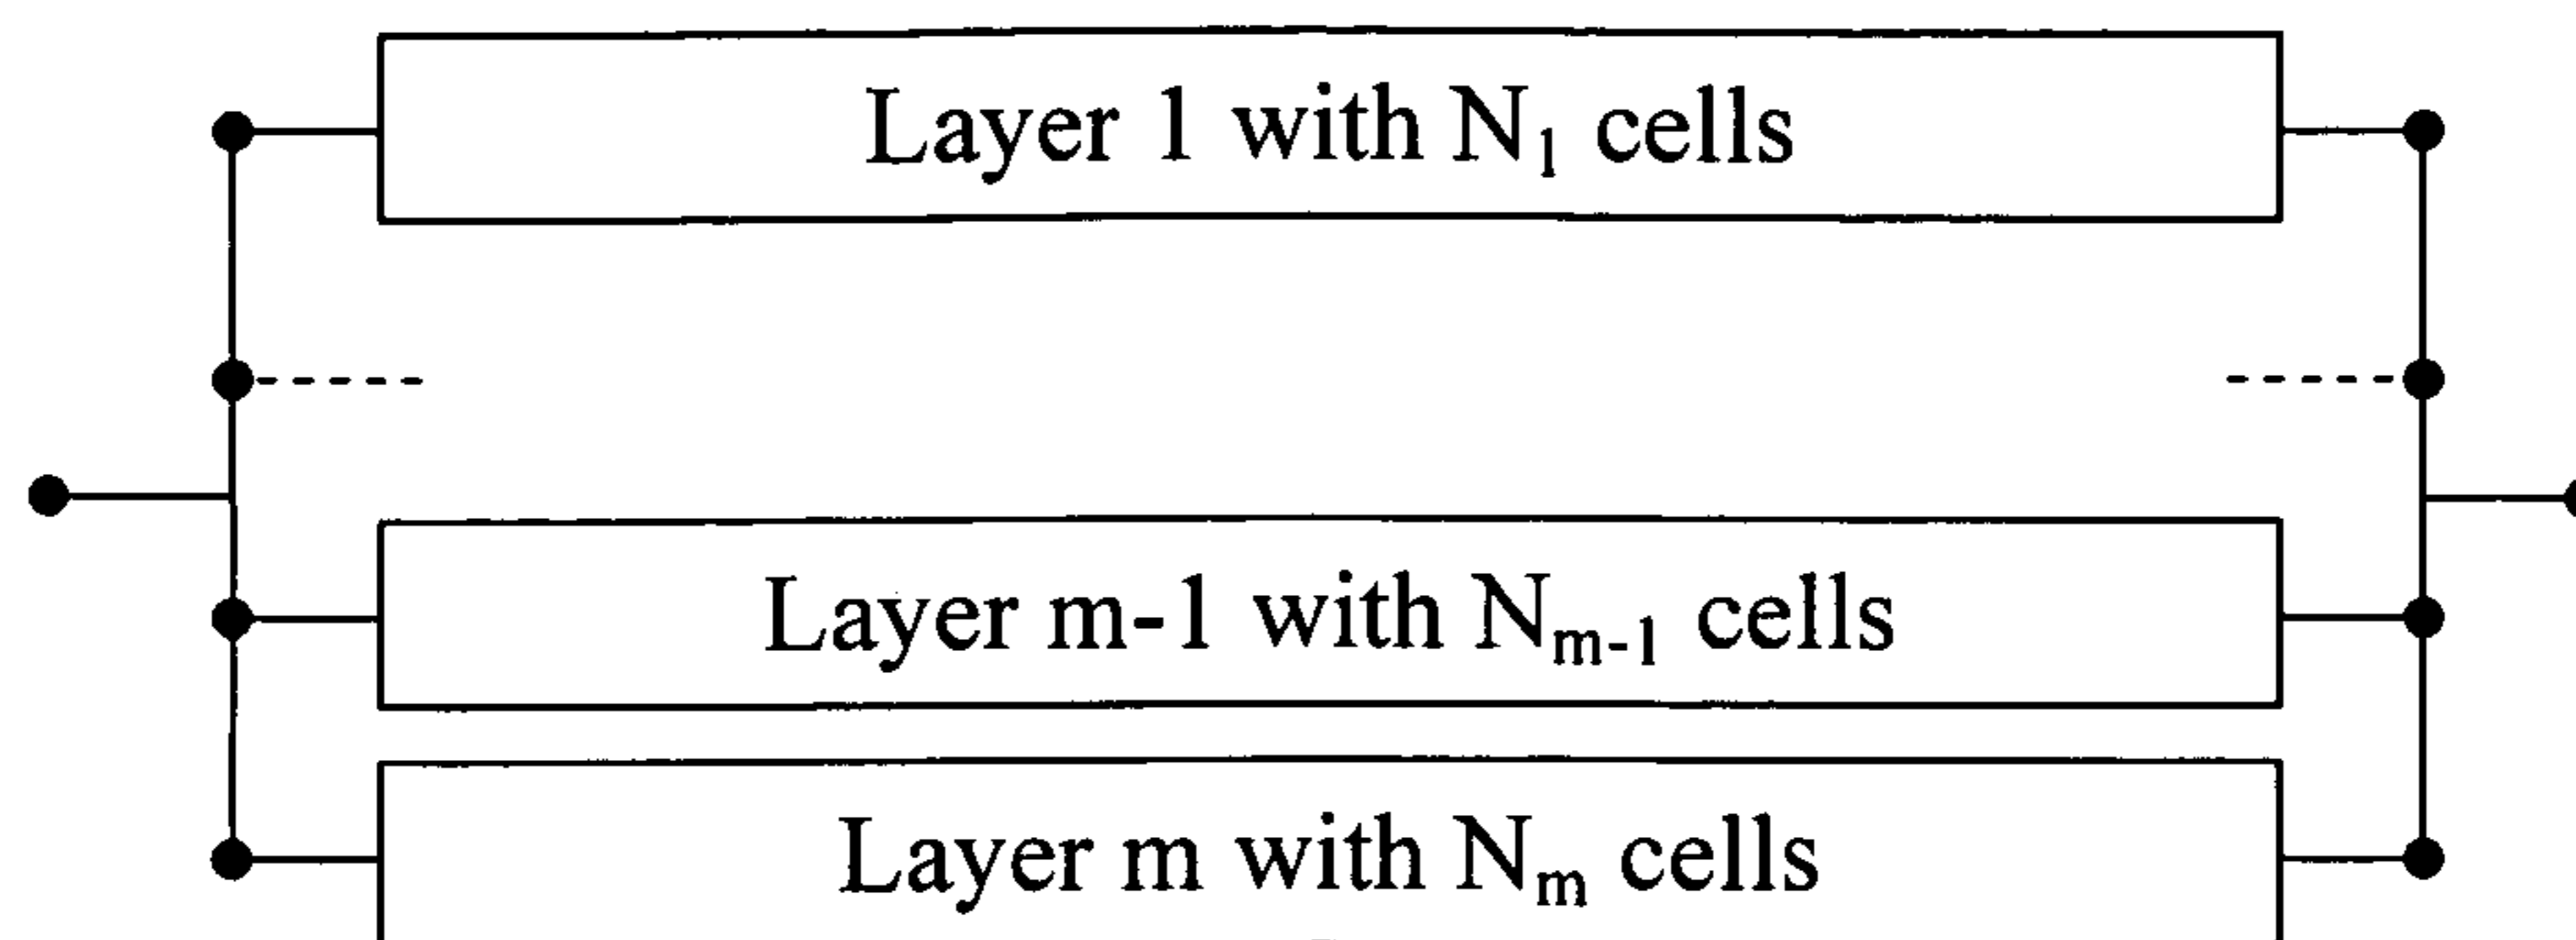 Layer 1 with N₁ cells
Layer m-1 with Nₘ₋₁ cells
Layer m with Nₘ cells